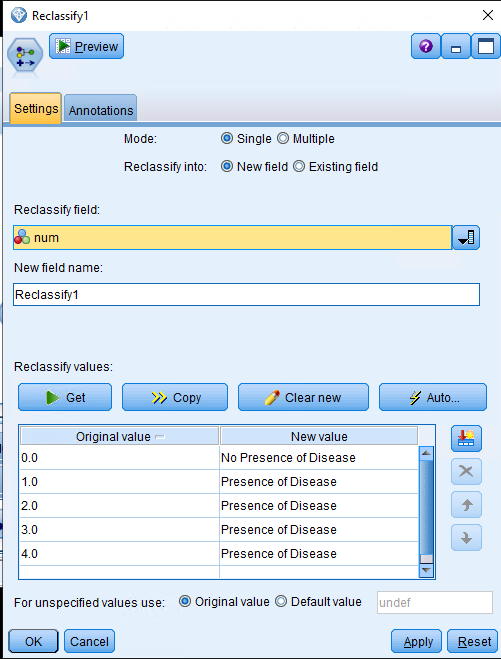 Reclassify1
Preview
Settings Annotations
Mode: Single Multiple
Reclassify into: New field Existing field
Reclassify field:
num
New field name:
Reclassify1
Reclassify values:
Get Copy Clear new Auto...
Original value New value
0.0 No Presence of Disease
1.0 Presence of Disease
2.0 Presence of Disease
3.0 Presence of Disease
4.0 Presence of Disease
For unspecified values use: Original value Default value undef
OK Cancel Apply Reset